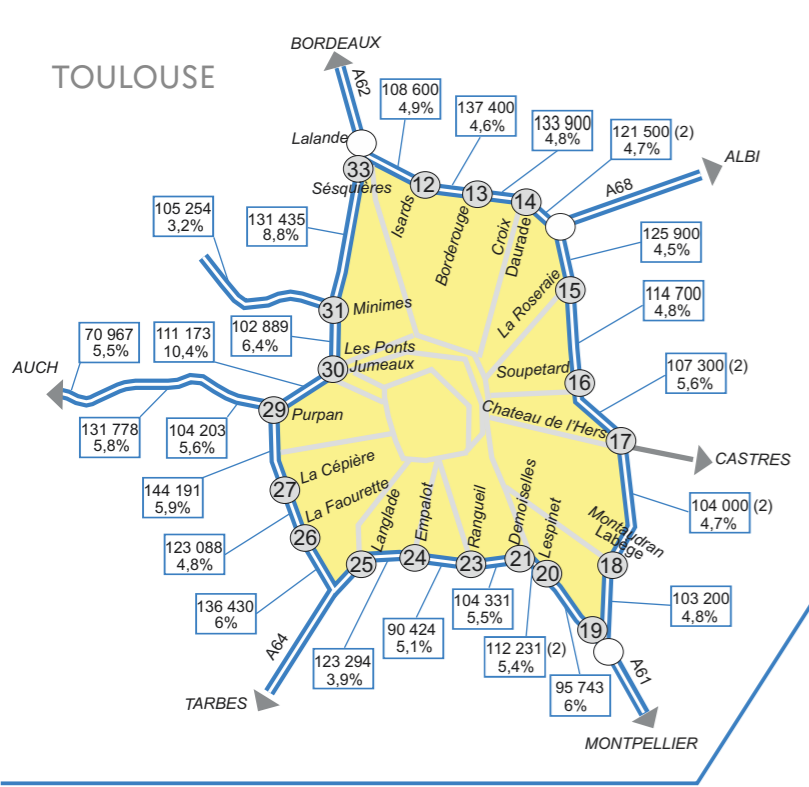 TOULOUSE
BORDEAUX
A62
108 600
4,9%
137 400
4,6%
133 900
4,8%
121 500 (2)
4,7%
ALBI
A68
Lalande
33
Sésquières
12
Isards
13
Borderouge
14
Croix
Daurade
105 254
3,2%
131 435
8,8%
125 900
4,5%
15
La Roseraie
114 700
4,8%
31
Minimes
102 889
6,4%
70 967
5,5%
111 173
10,4%
Les Ponts
Jumeaux
30
Soupetard
16
107 300 (2)
5,6%
AUCH
29
Purpan
Chateau de l'Hers
17
CASTRES
131 778
5,8%
104 203
5,6%
144 191
5,9%
27
La Cépière
La Faourette
26
123 088
4,8%
Langlade
25
Empalot
24
Rangueil
23
Demoiselles
21
Lespinet
20
Montaudran
Labège
18
104 000 (2)
4,7%
136 430
6%
103 200
4,8%
19
A64
123 294
3,9%
90 424
5,1%
104 331
5,5%
112 231 (2)
5,4%
95 743
6%
A61
TARBES
MONTPELLIER